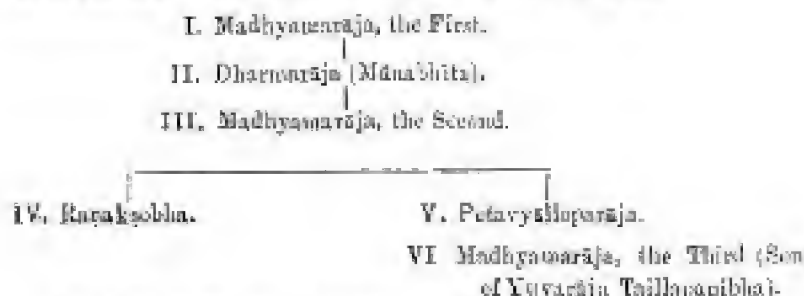 I. Madhyamarāja, the First.
II. Dharmarāja (Mānabhīta).
III. Madhyamarāja, the Second.
IV. Raṇakṣobha.
V. Petavyālloparāja.
VI Madhyamarāja, the Third (Son
of Yuvarāja Taillapanibha).